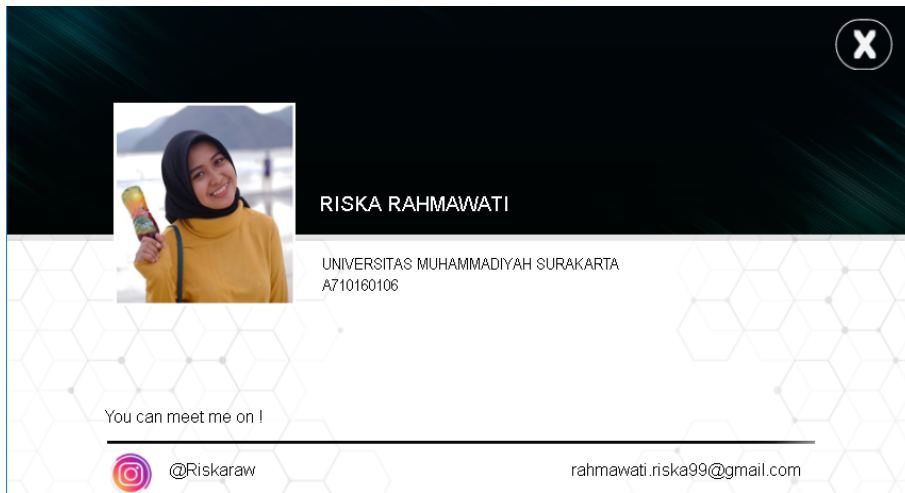 X
RISKA RAHMAWATI
UNIVERSITAS MUHAMMADIYAH SURAKARTA
A710160106
You can meet me on !
@Riskaraw
rahmawati.riska99@gmail.com